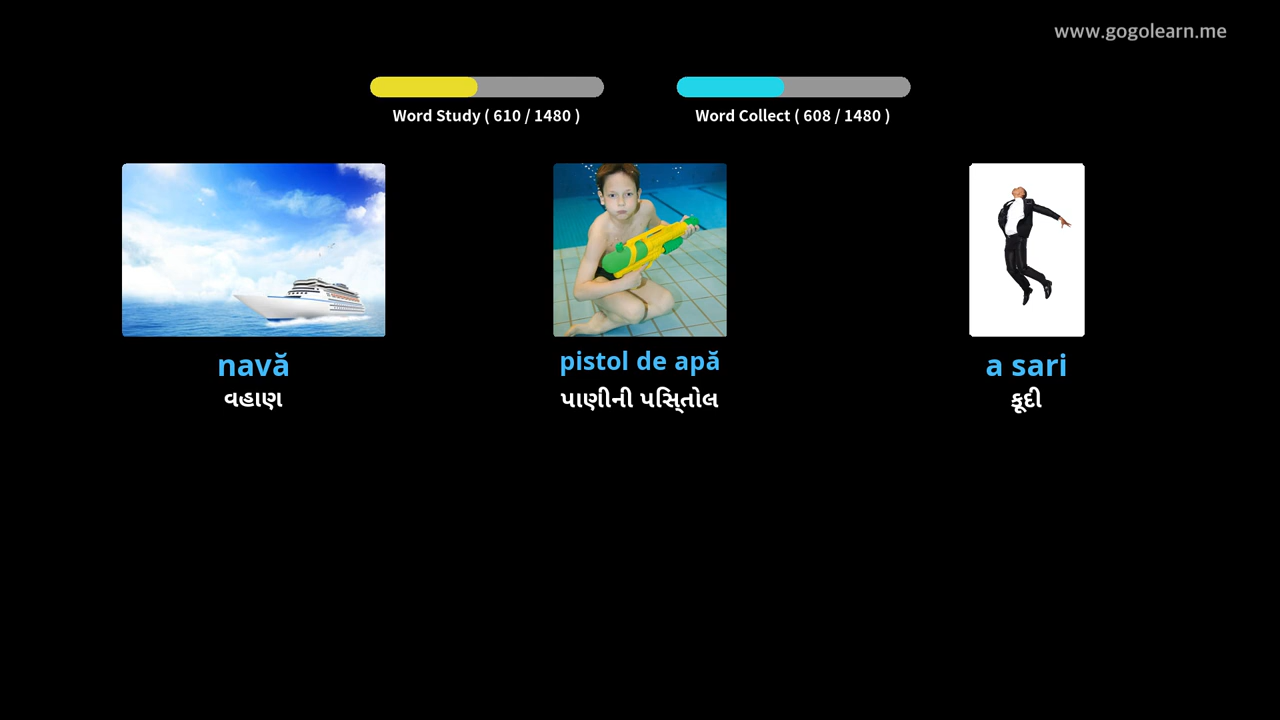 www.gogolearn.me
Word Study ( 610 / 1480 )
Word Collect ( 608 / 1480 )
navă
pistol de apă
a sari
વહાણ
પાણીની પસ્તિોલ
કૂદી